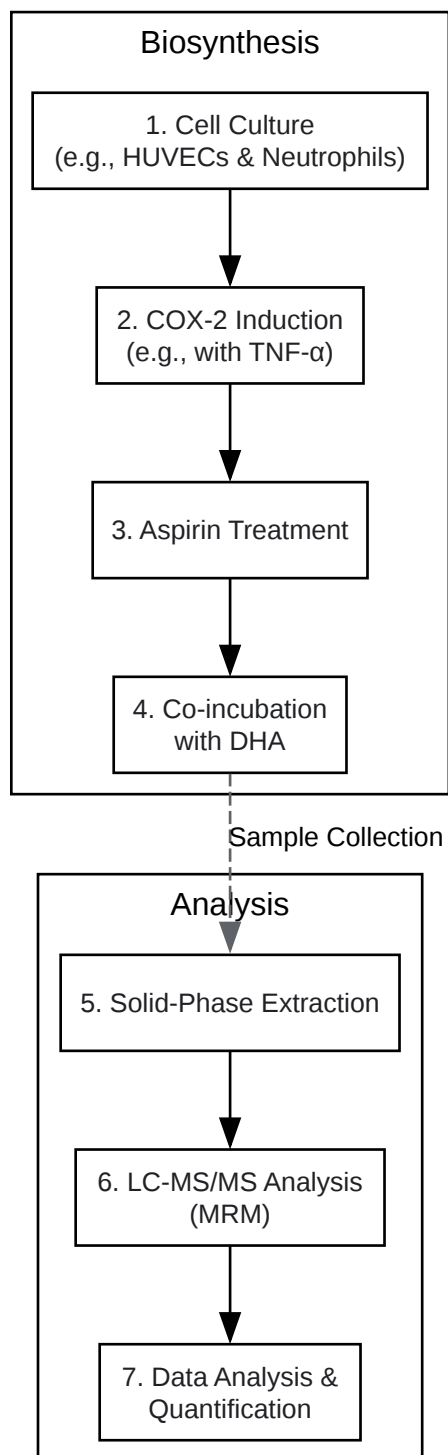 Biosynthesis
1. Cell Culture
(e.g., HUVECs & Neutrophils)
2. COX-2 Induction
(e.g., with TNF-α)
3. Aspirin Treatment
4. Co-incubation
with DHA
Sample Collection
Analysis
5. Solid-Phase Extraction
6. LC-MS/MS Analysis
(MRM)
7. Data Analysis &
Quantification